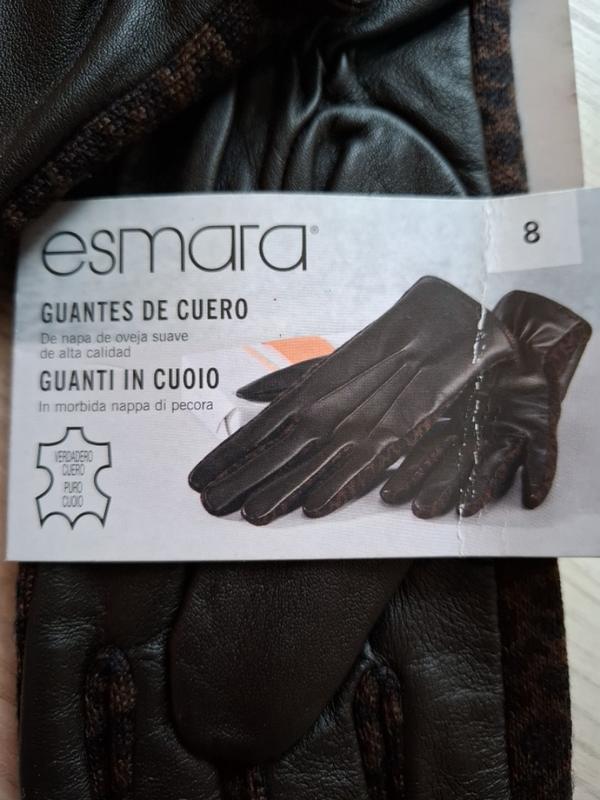 esmara®
8
GUANTES DE CUERO
De napa de oveja suave
de alta calidad
GUANTI IN CUOIO
In morbida nappa di pecora
VERDADERO
CUERO
PURO
CUOIO